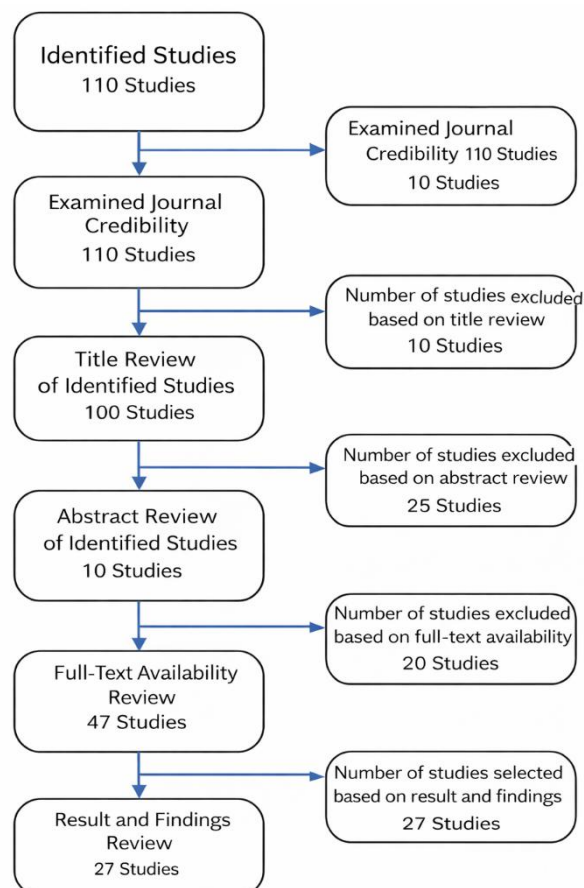 Identified Studies
110 Studies
Examined Journal
Credibility 110 Studies
10 Studies
Examined Journal
Credibility
110 Studies
Number of studies excluded
based on title review
10 Studies
Title Review
of Identified Studies
100 Studies
Number of studies excluded
based on abstract review
25 Studies
Abstract Review
of Identified Studies
10 Studies
Number of studies excluded
based on full-text availability
20 Studies
Full-Text Availability
Review
47 Studies
Number of studies selected
based on result and findings
27 Studies
Result and Findings
Review
27 Studies